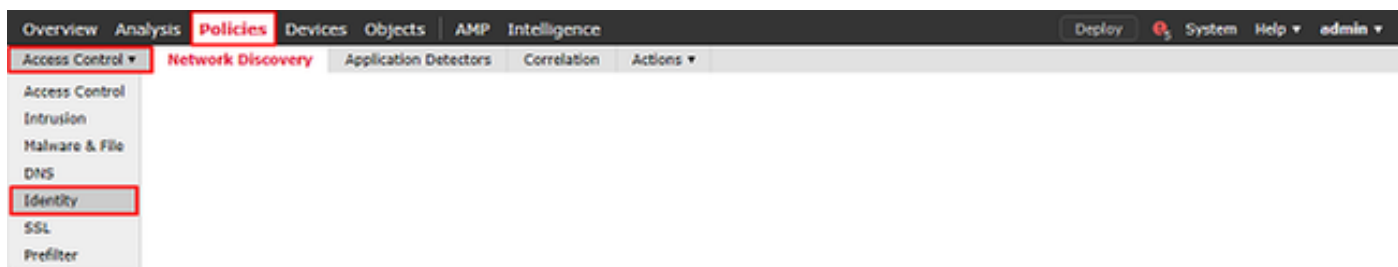 Overview Analysis Policies Devices Objects AMP Intelligence Deploy System Help ▾ admin ▾
Access Control ▾ Network Discovery Application Detectors Correlation Actions ▾
Access Control
Intrusion
Malware & File
DNS
Identity
SSL
Prefilter